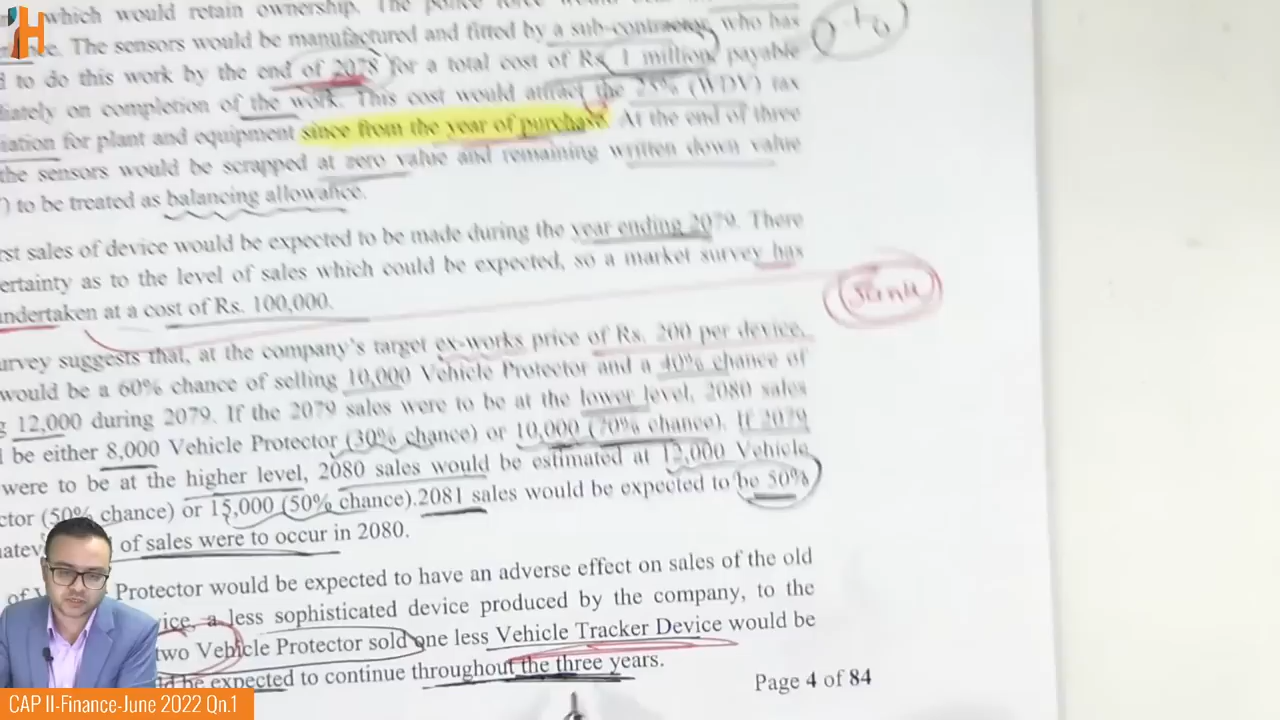 which would retain ownership. The police force would
The sensors would be manufactured and fitted by a sub-contractor, who has
d to do this work by the end of 2078 for a total cost of Rs. 1 million, payable
diately on completion of the work. This cost would attract the 25% (WDV) tax
iation for plant and equipment since from the year of purchase. At the end of three
the sensors would be scrapped at zero value and remaining written down value
) to be treated as balancing allowance.
rst sales of device would be expected to be made during the year ending 2079. There
ertainty as to the level of sales which could be expected, so a market survey has
undertaken at a cost of Rs. 100,000.
Sunk
urvey suggests that, at the company's target ex-works price of Rs. 200 per device,
would be a 60% chance of selling 10,000 Vehicle Protector and a 40% chance of
g 12,000 during 2079. If the 2079 sales were to be at the lower level, 2080 sales
l be either 8,000 Vehicle Protector (30% chance) or 10,000 (70% chance). If 2079
were to be at the higher level, 2080 sales would be estimated at 12,000 Vehicle
ctor (50% chance) or 15,000 (50% chance).2081 sales would be expected to be 50%
hatev of sales were to occur in 2080.
of V Protector would be expected to have an adverse effect on sales of the old
vice, a less sophisticated device produced by the company, to the
two Vehicle Protector sold one less Vehicle Tracker Device would be
ld be expected to continue throughout the three years.
Page 4 of 84
CAP II-Finance-June 2022 Qn.1